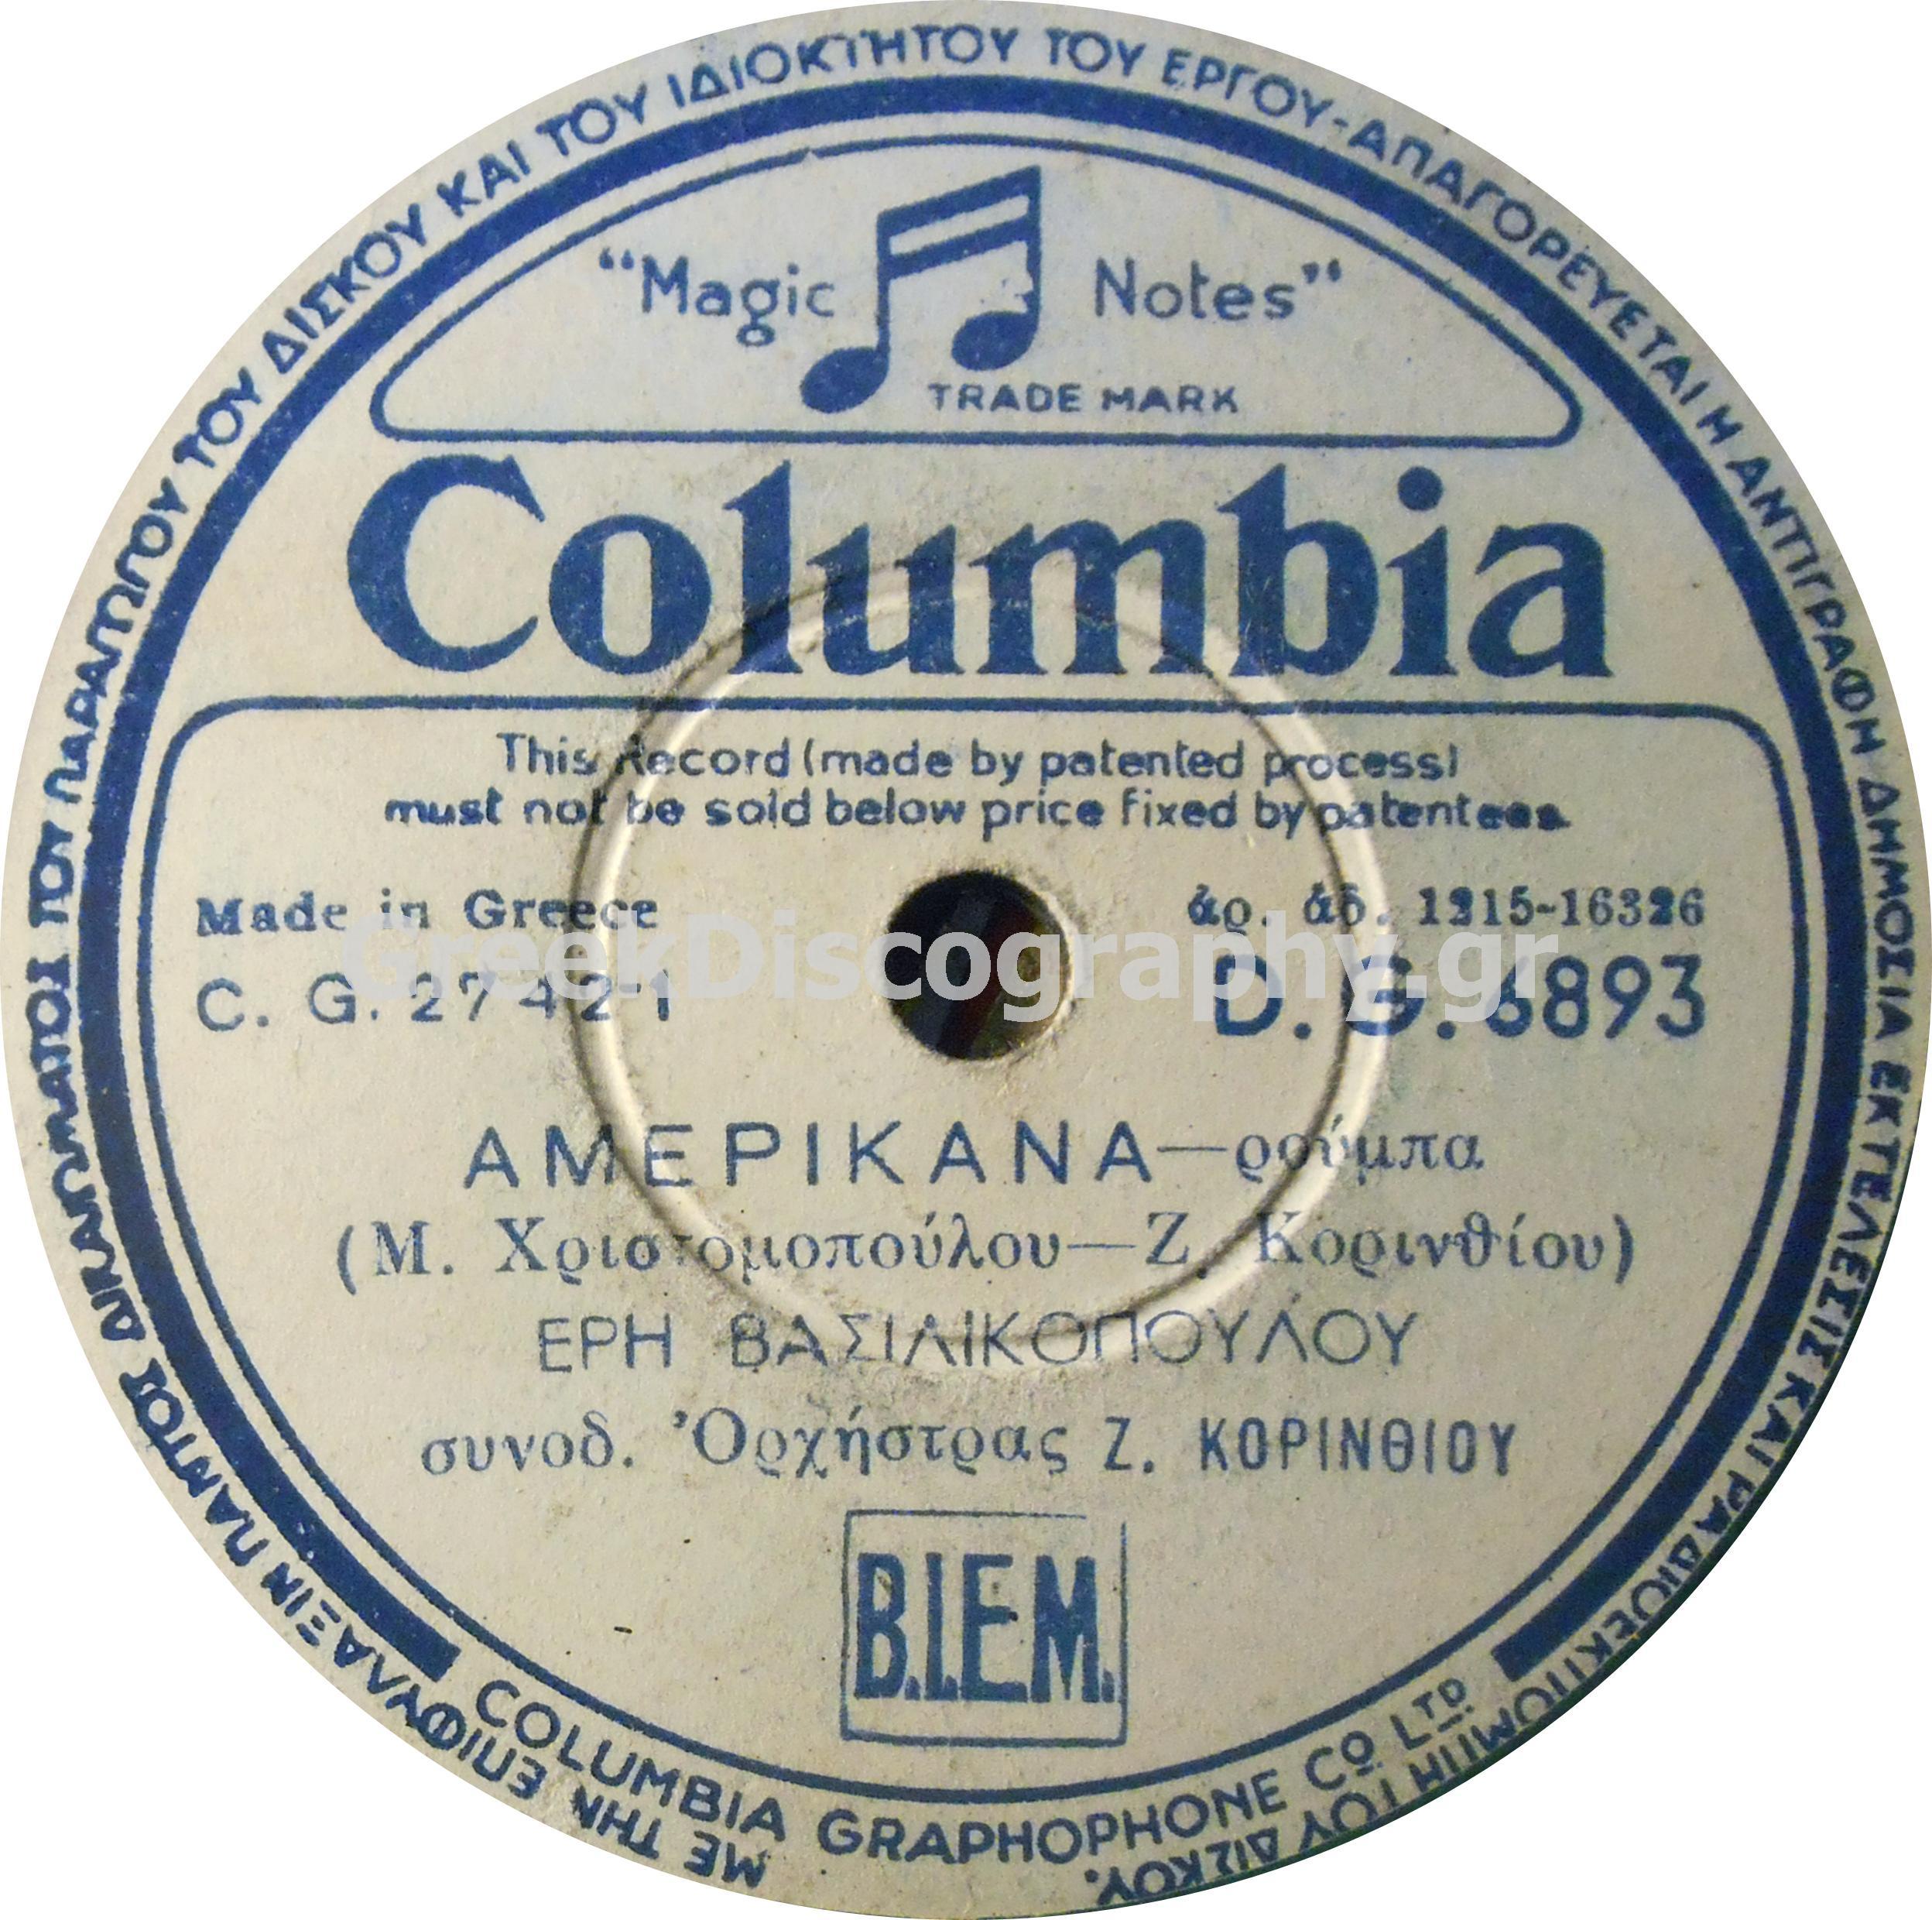 ΜΕ ΤΗΝ ΕΠΙΦΥΛΑΞΙΝ ΠΑΝΤΟΣ ΔΙΚΑΙΩΜΑΤΟΣ ΤΟΥ ΠΑΡΑΓΩΓΟΥ ΤΟΥ ΔΙΣΚΟΥ ΚΑΙ ΤΟΥ ΙΔΙΟΚΤΗΤΟΥ ΤΟΥ ΕΡΓΟΥ-ΑΠΑΓΟΡΕΥΕΤΑΙ Η ΑΝΤΙΓΡΑΦΗ ΔΗΜΟΣΙΑ ΕΚΤΕΛΕΣΙΣ ΚΑΙ ΡΑΔΙΟΕΚΠΟΜΠΗ ΤΟΥ ΔΙΣΚΟΥ.
"Magic Notes"
TRADE MARK
Columbia
This Record (made by patented process)
must not be sold below price fixed by patentees.
Made in Greece ἀρ. ἀδ. 1215-16326
GreekDiscography.gr
C. G. 2742-1 D. G. 6893
ΑΜΕΡΙΚΑΝΑ—ρούμπα
(Μ. Χριστομοπούλου—Ζ. Κορινθίου)
ΕΡΗ ΒΑΣΙΛΙΚΟΠΟΥΛΟΥ
συνοδ. Ὀρχήστρας Ζ. ΚΟΡΙΝΘΙΟΥ
B.I.E.M.
COLUMBIA GRAPHOPHONE CO. LTD.